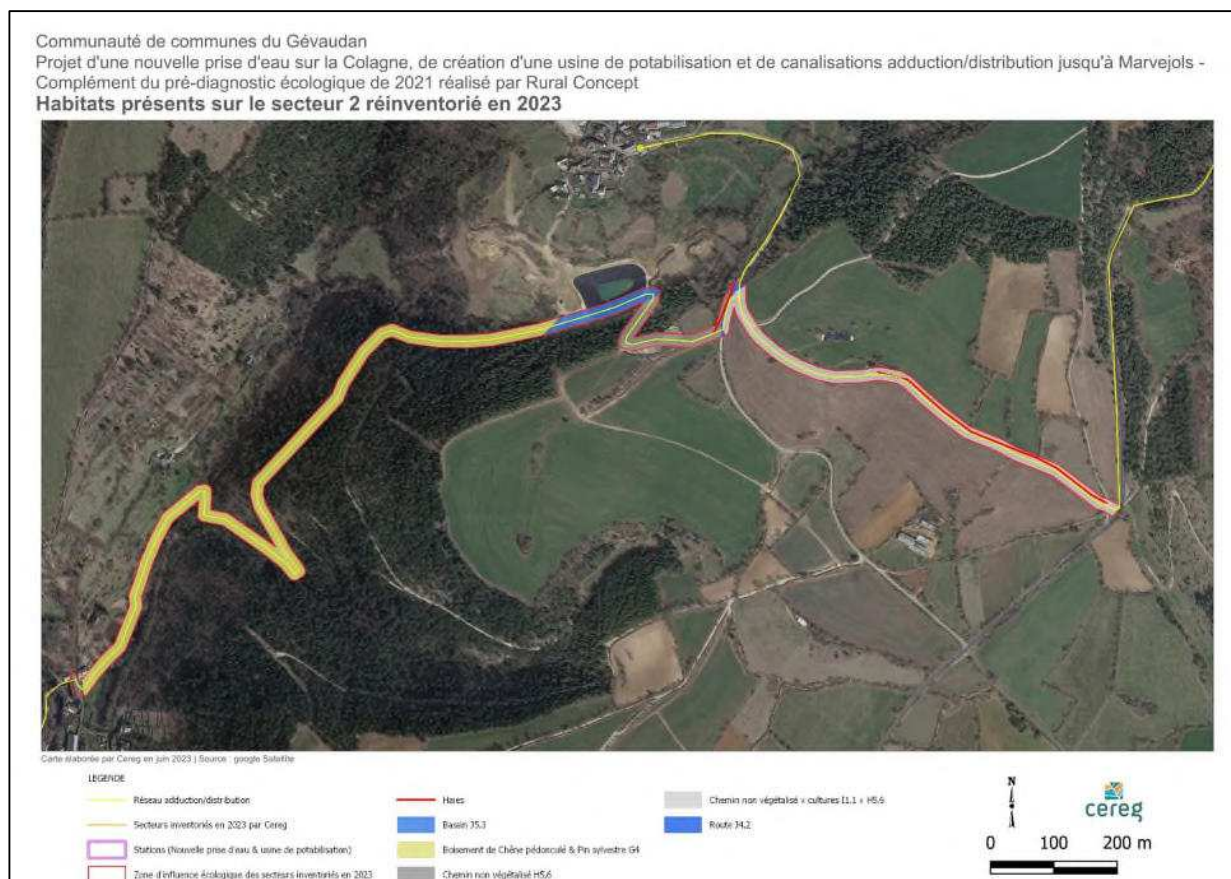 Communauté de communes du Gévaudan
Projet d'une nouvelle prise d'eau sur la Colagne, de création d'une usine de potabilisation et de canalisations adduction/distribution jusqu'à Marvejols -
Complément du pré-diagnostic écologique de 2021 réalisé par Rural Concept
Habitats présents sur le secteur 2 réinventorié en 2023
Carte élaborée par Cereg en juin 2023 | Source : google Satellite
LEGENDE
Réseau adduction/distribution
Secteurs inventoriés en 2023 par Cereg
Stations (Nouvelle prise d'eau & usine de potabilisation)
Zone d'influence écologique des secteurs inventoriés en 2023
Haies
Bassin J5.3
Boisement de Chêne pédonculé & Pin sylvestre G4
Chemin non végétalisé H5.6
Chemin non végétalisé x cultures I1.1 x H5.6
Route J4.2
N
cereg
0 100 200 m